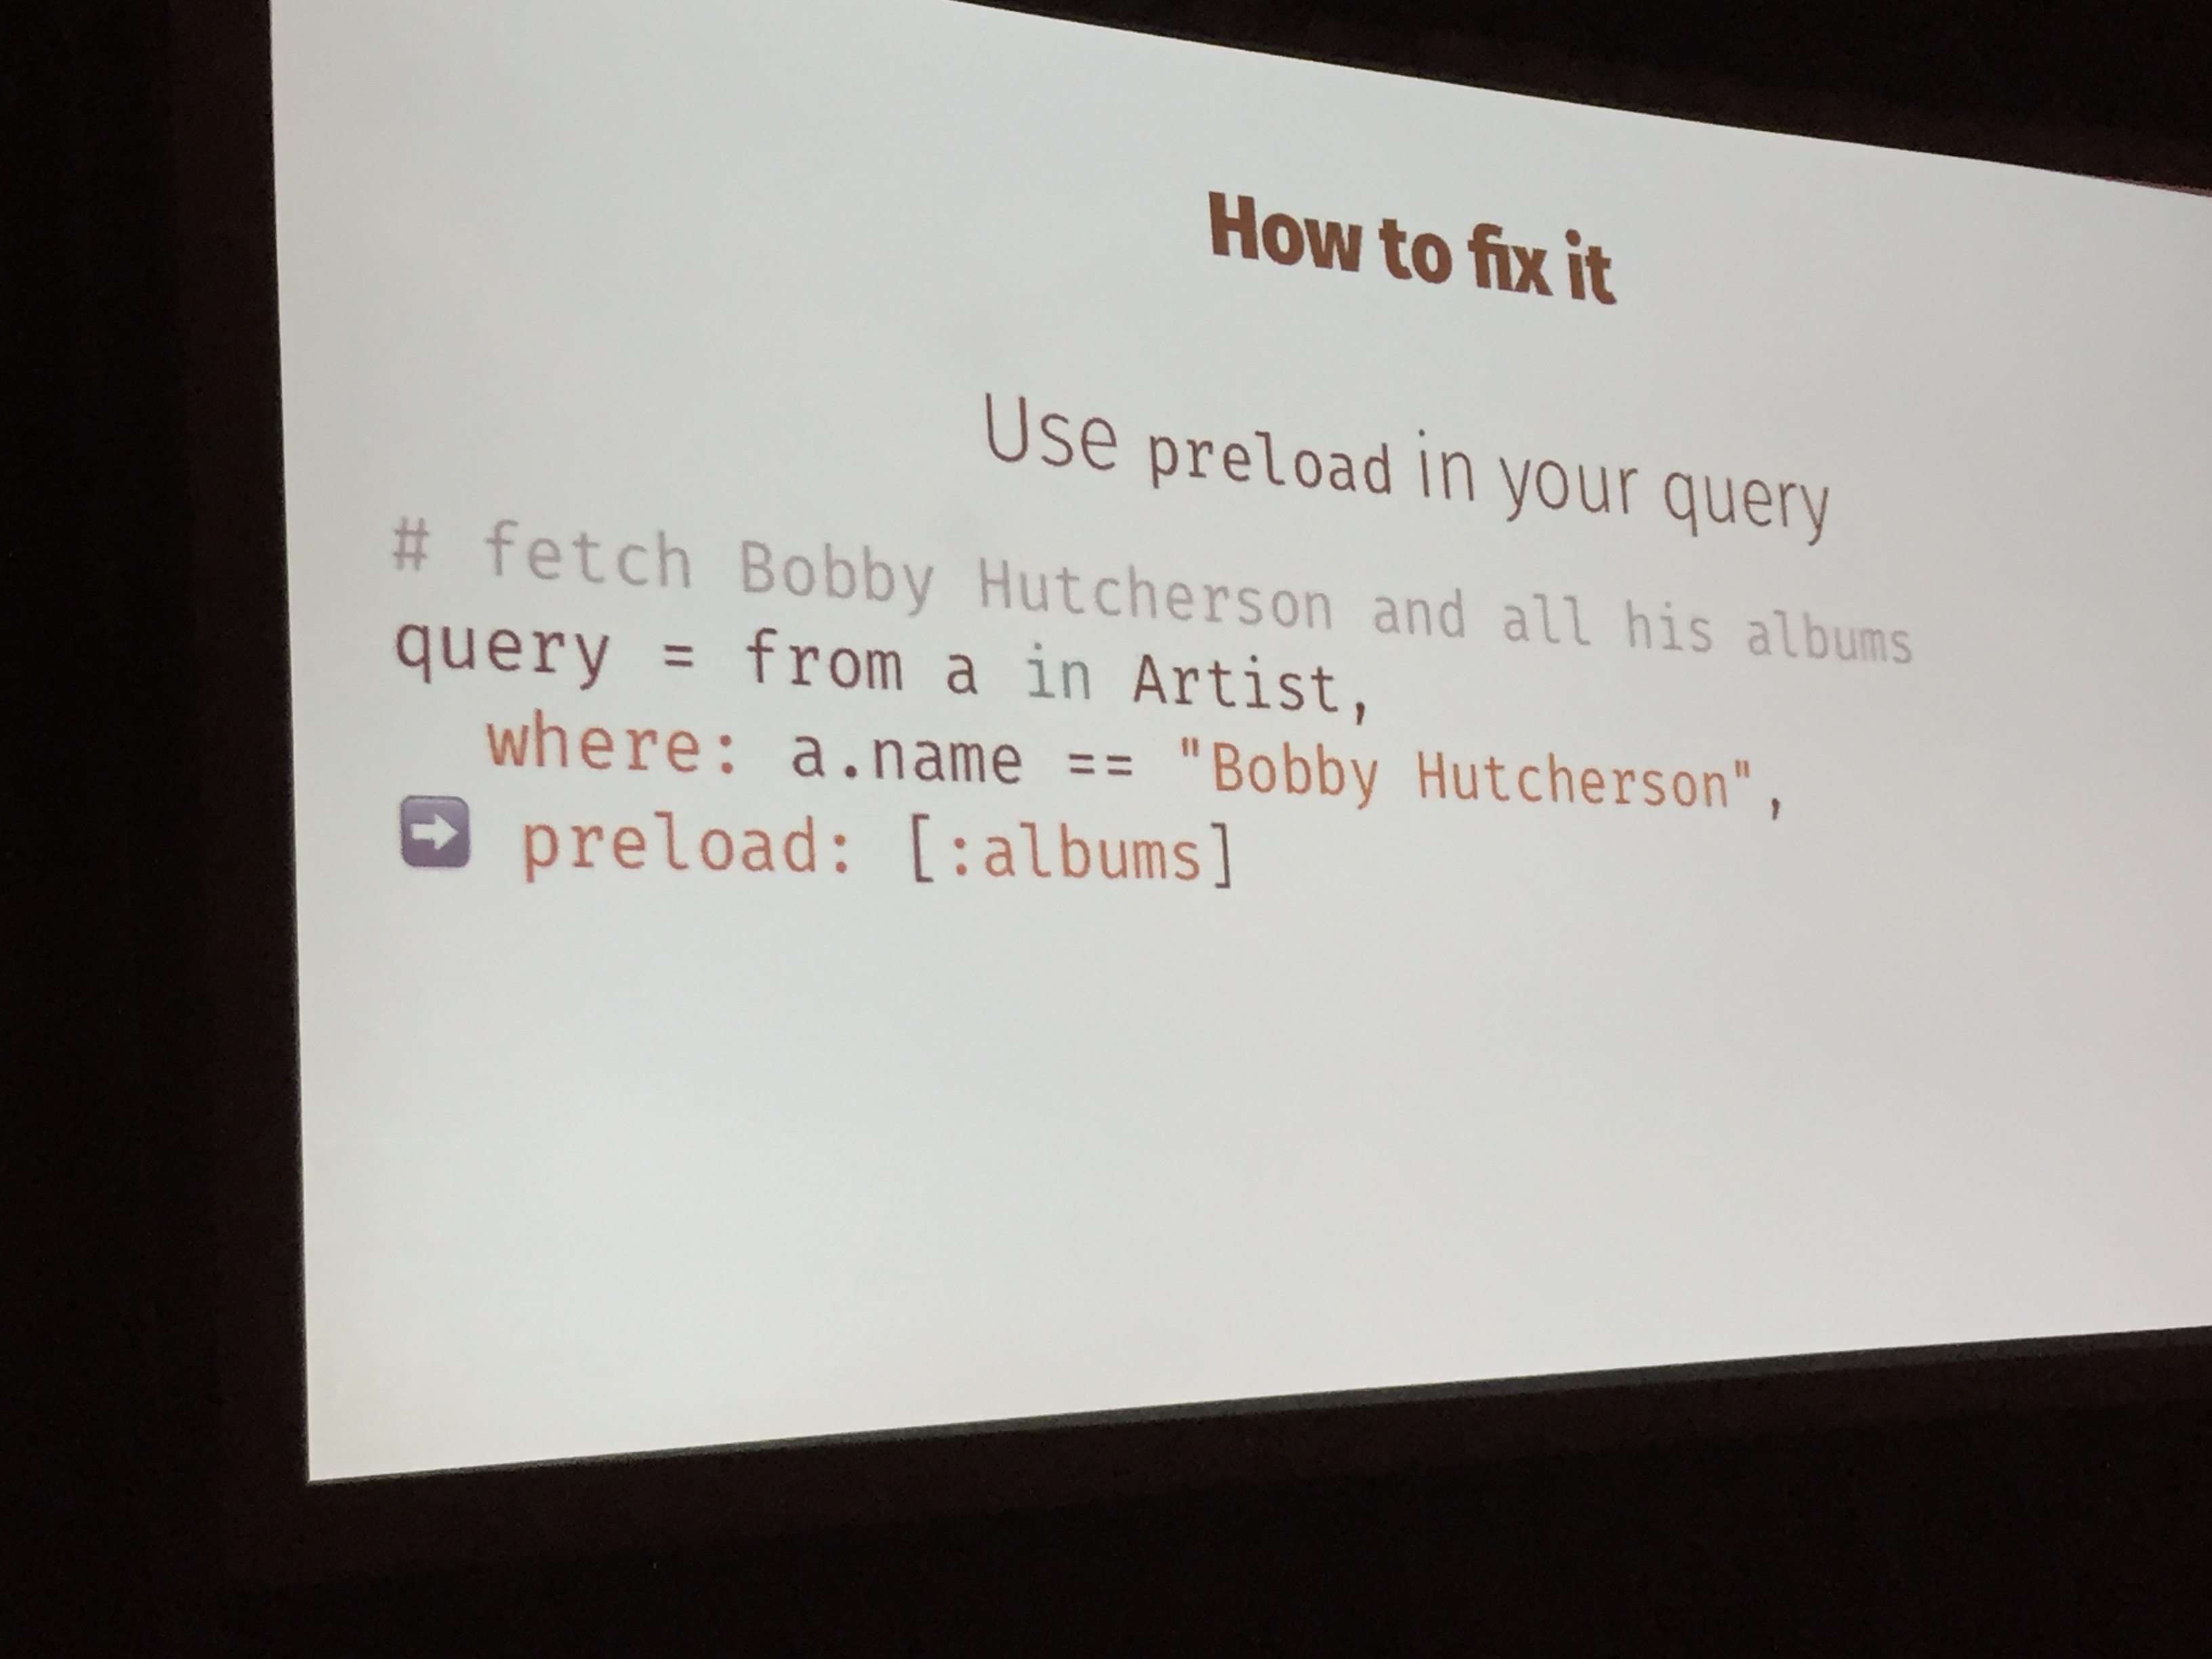 How to fix it
Use preload in your query
# fetch Bobby Hutcherson and all his albums
query = from a in Artist,
  where: a.name == "Bobby Hutcherson",
➡ preload: [:albums]